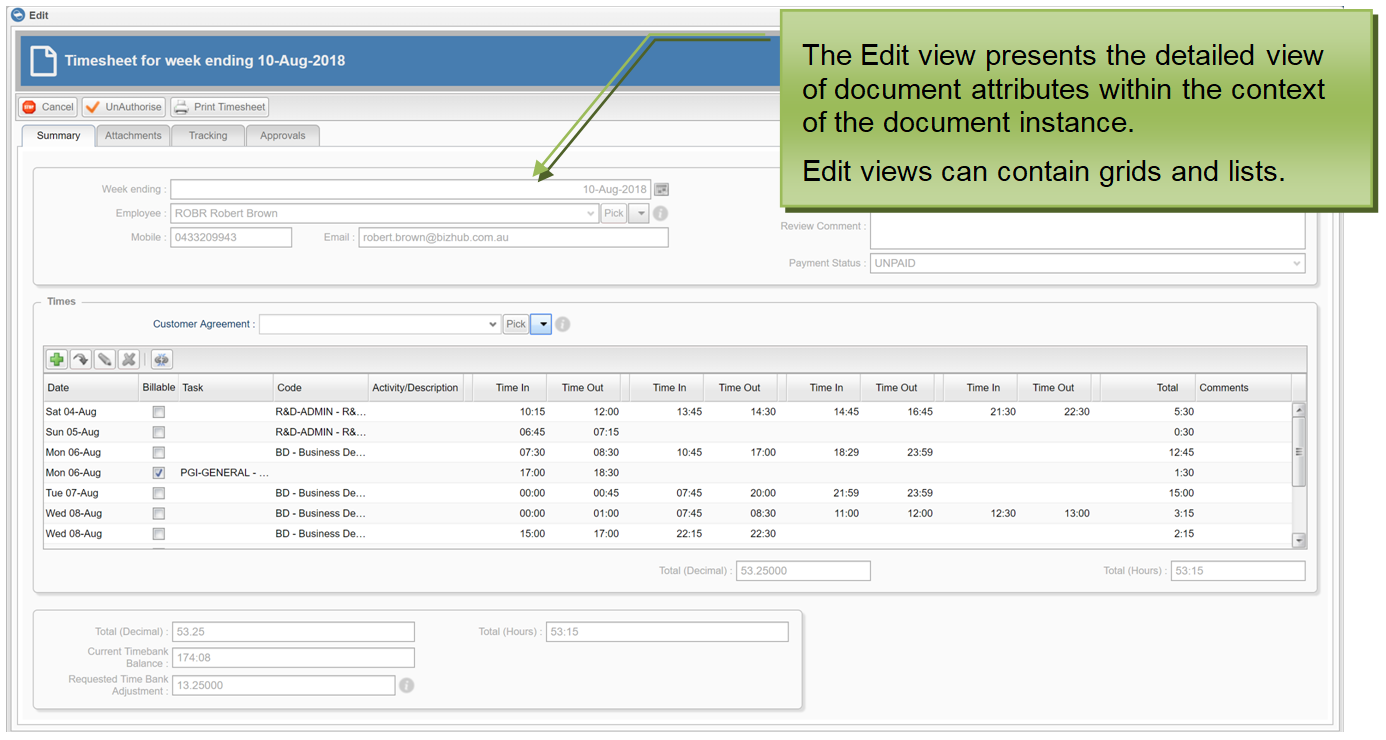 Edit
Timesheet for week ending 10-Aug-2018
The Edit view presents the detailed view
of document attributes within the context
of the document instance.
Edit views can contain grids and lists.
Cancel UnAuthorise Print Timesheet
Summary Attachments Tracking Approvals
Week ending : 10-Aug-2018
Employee : ROBR Robert Brown Pick
Mobile : 0433209943 Email : robert.brown@bizhub.com.au
Review Comment :
Payment Status : UNPAID
Times
Customer Agreement : Pick
Date Billable Task Code Activity/Description Time In Time Out Time In Time Out Time In Time Out Time In Time Out Total Comments
Sat 04-Aug R&D-ADMIN - R&... 10:15 12:00 13:45 14:30 14:45 16:45 21:30 22:30 5:30
Sun 05-Aug R&D-ADMIN - R&... 06:45 07:15 0:30
Mon 06-Aug BD - Business De... 07:30 08:30 10:45 17:00 18:29 23:59 12:45
Mon 06-Aug PGI-GENERAL - ... 17:00 18:30 1:30
Tue 07-Aug BD - Business De... 00:00 00:45 07:45 20:00 21:59 23:59 15:00
Wed 08-Aug BD - Business De... 00:00 01:00 07:45 08:30 11:00 12:00 12:30 13:00 3:15
Wed 08-Aug BD - Business De... 15:00 17:00 22:15 22:30 2:15
Total (Decimal) : 53.25000 Total (Hours) : 53:15
Total (Decimal) : 53.25 Total (Hours) : 53:15
Current Timebank
Balance : 174:08
Requested Time Bank
Adjustment : 13.25000